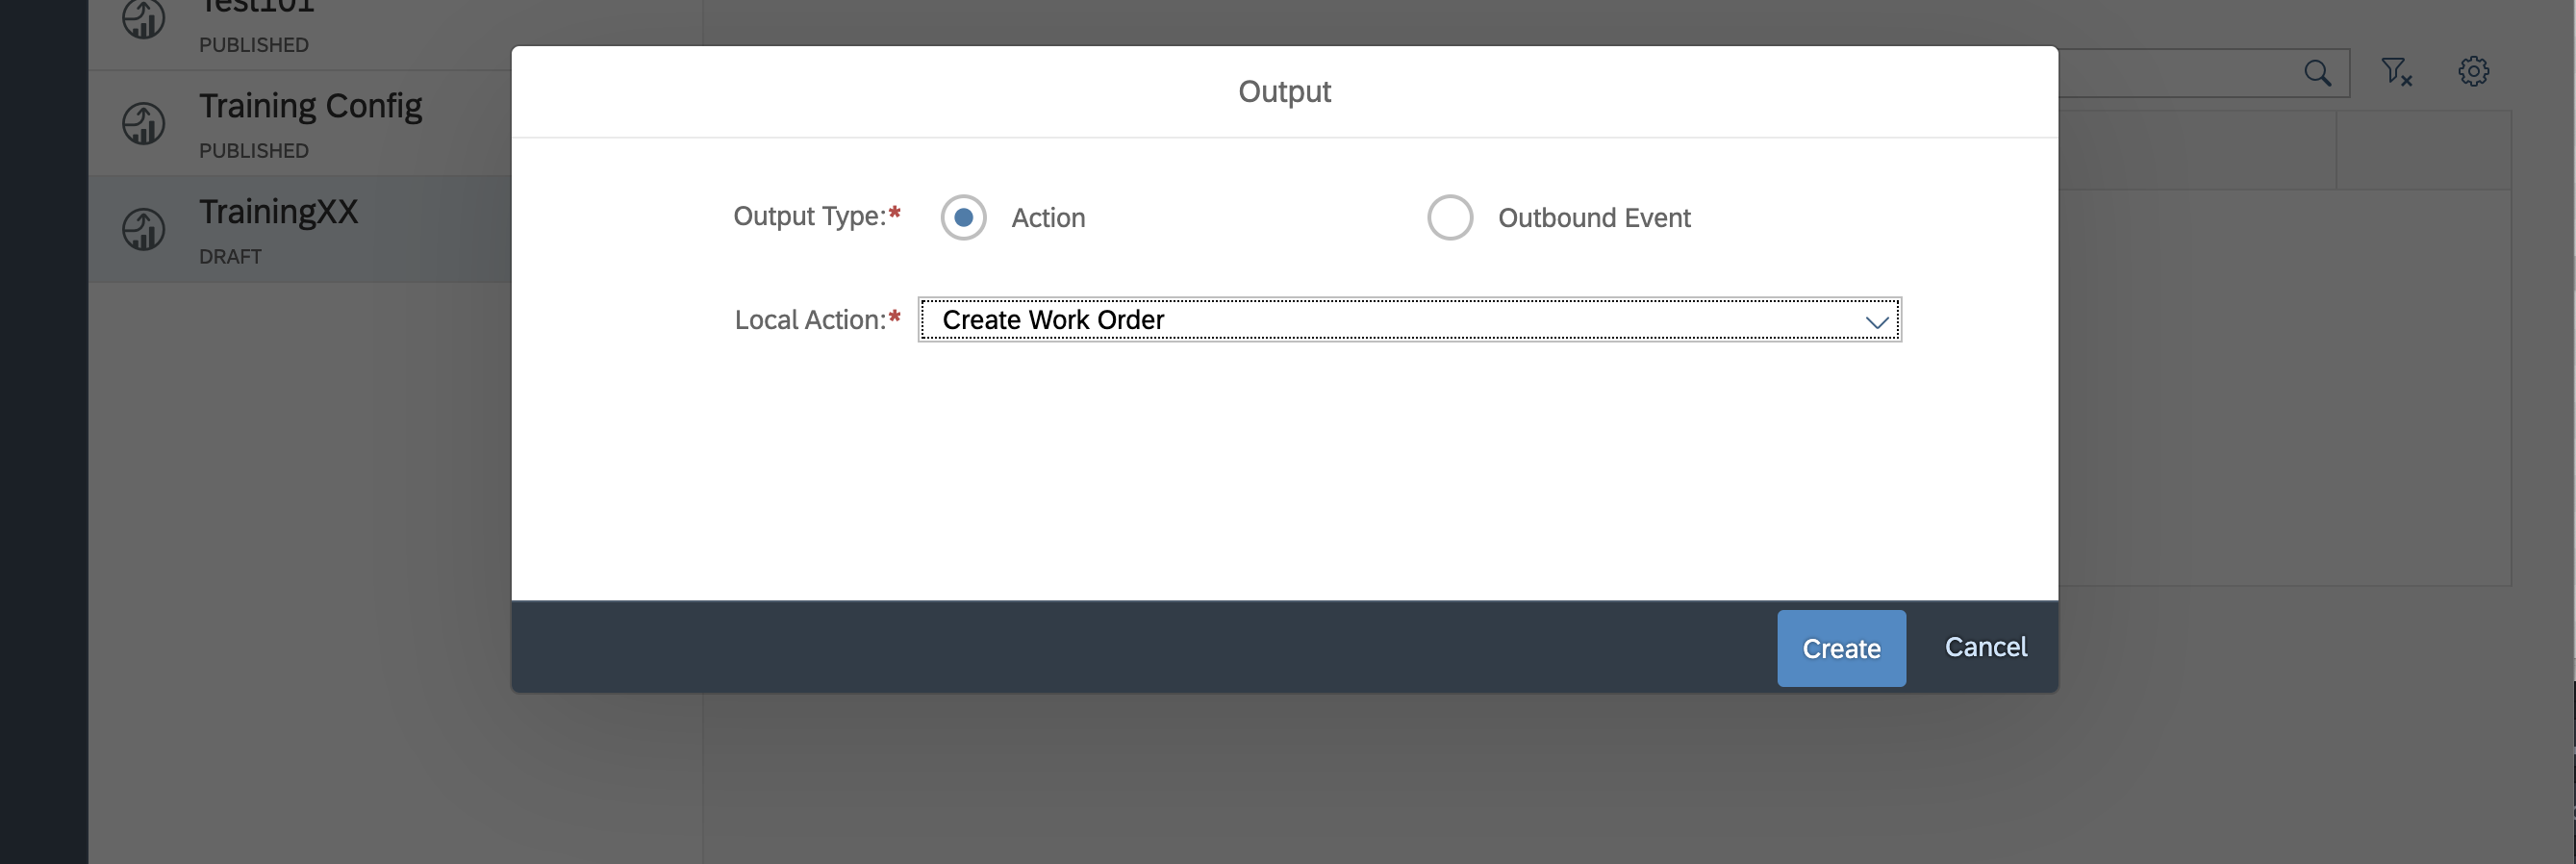 Test101
PUBLISHED
Training Config
PUBLISHED
TrainingXX
DRAFT
Output
Output Type:* Action Outbound Event
Local Action:* Create Work Order
Create Cancel